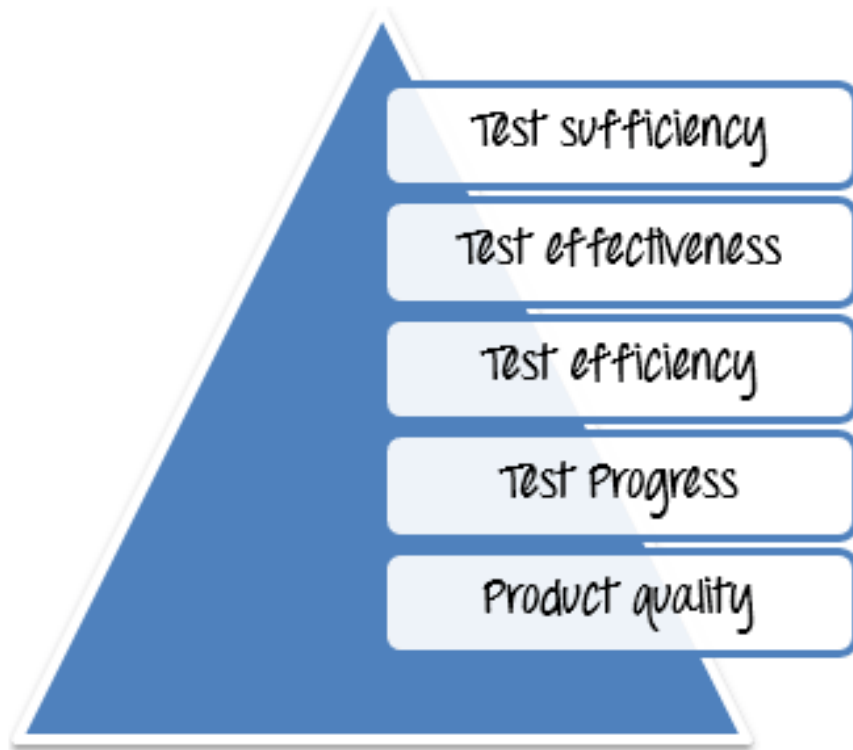 Test sufficiency
Test effectiveness
Test efficiency
Test Progress
Product quality